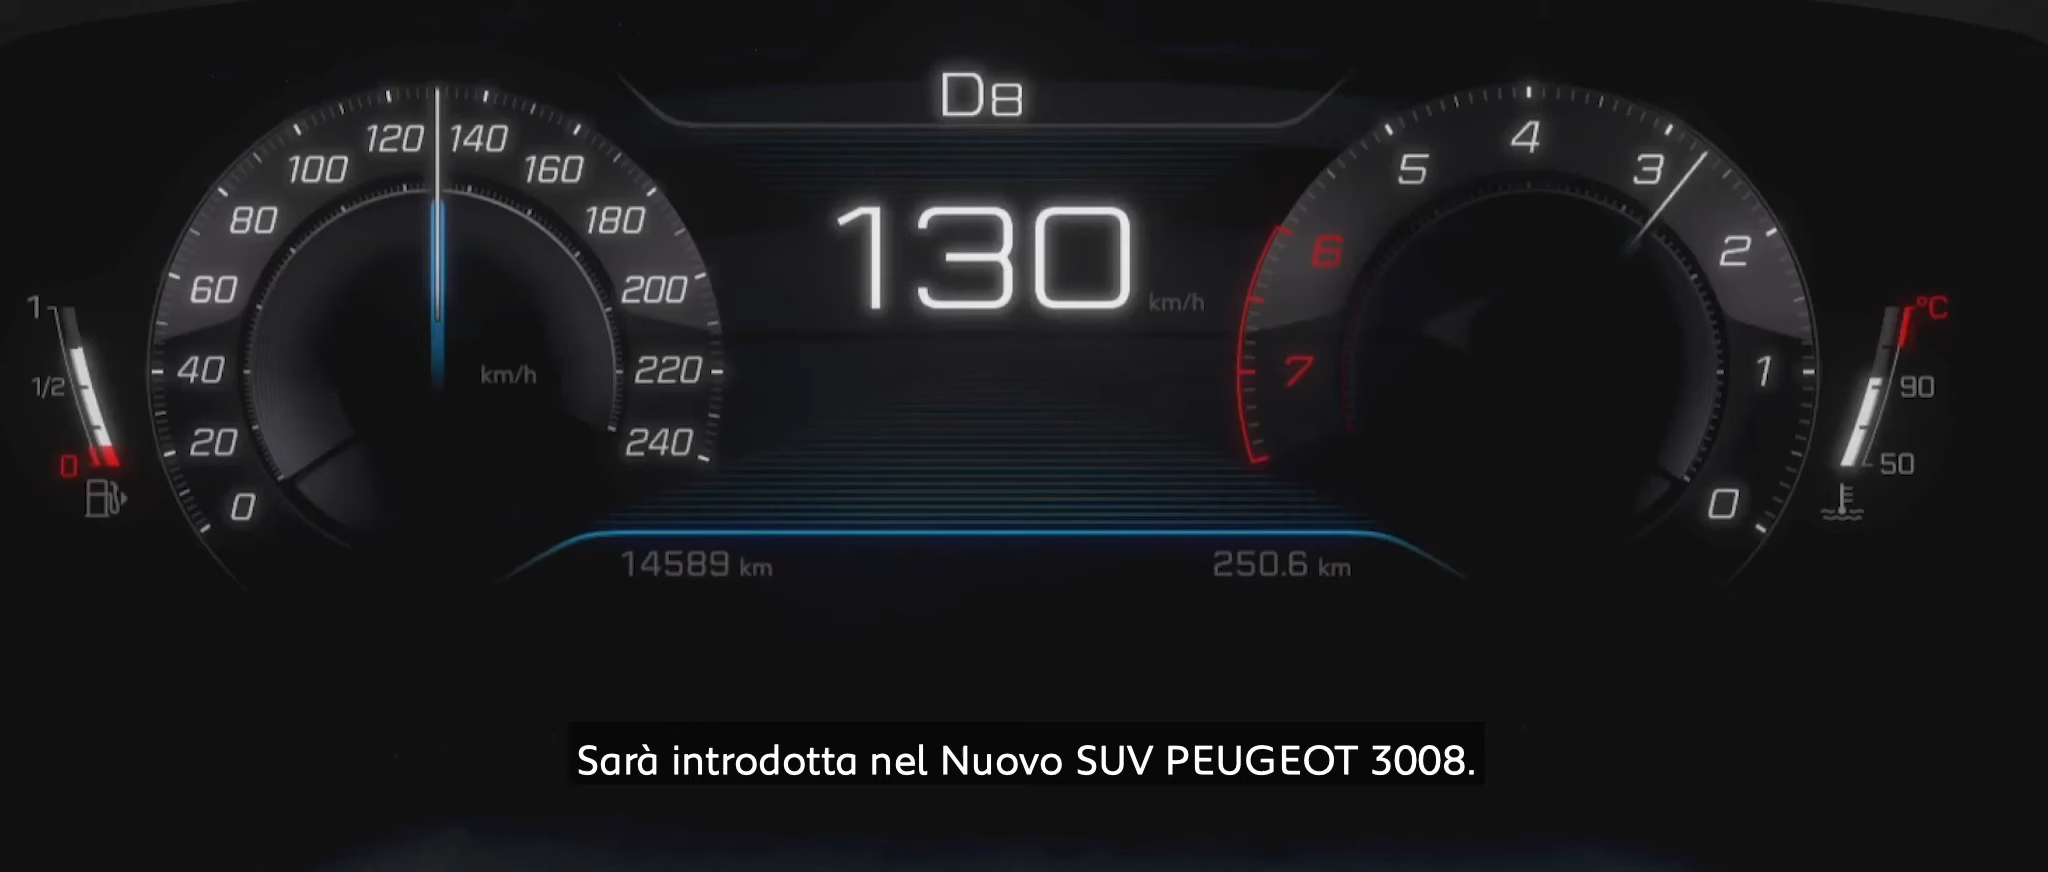 D8
120 140
100 160
80 180
60 200
40 220
20 240
0
km/h
130 km/h
4
5 3
6 2
7 1
0
1
1/2
0
°C
90
50
14589 km
250.6 km
Sarà introdotta nel Nuovo SUV PEUGEOT 3008.